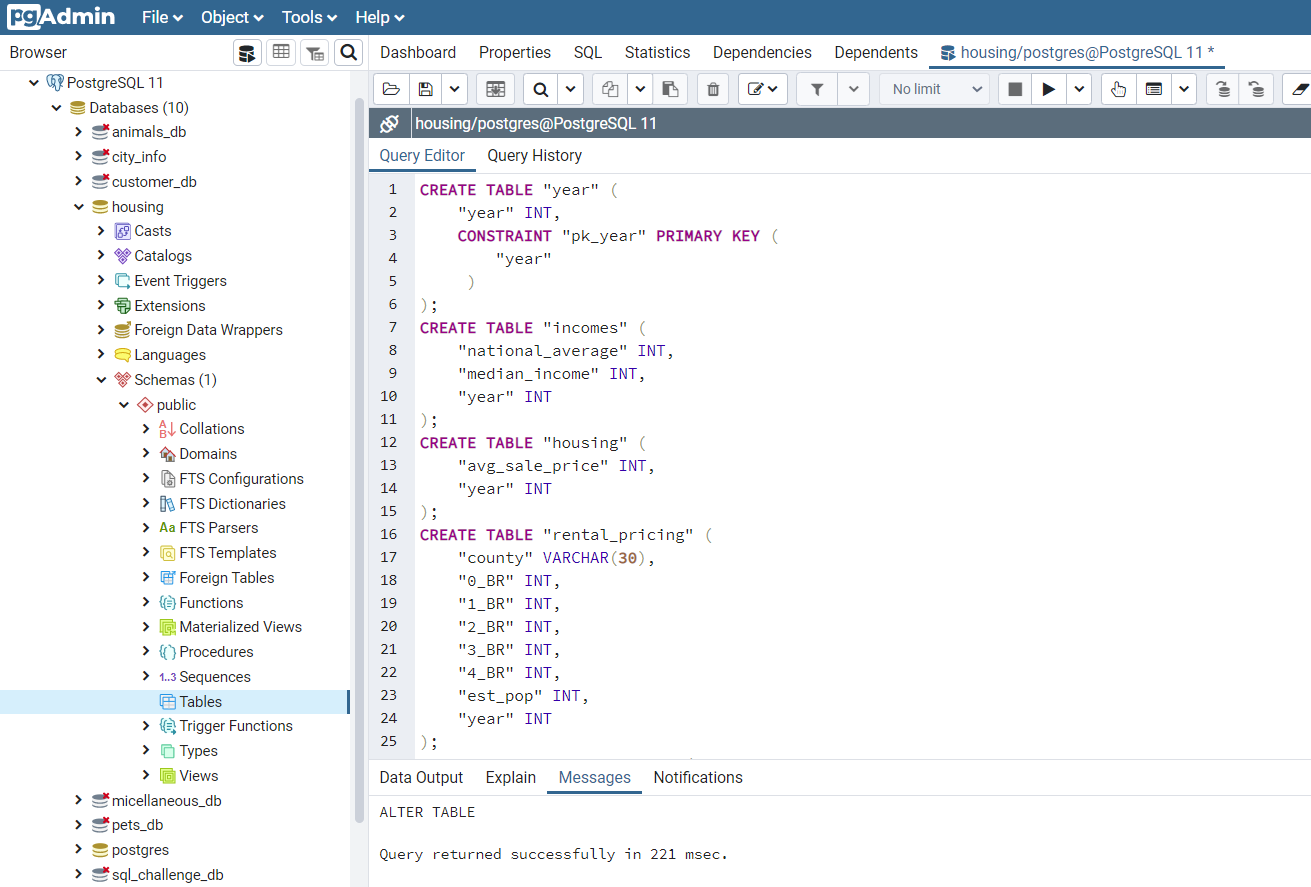 pgAdmin File Object Tools Help
Browser
Dashboard Properties SQL Statistics Dependencies Dependents housing/postgres@PostgreSQL 11 *
No limit
housing/postgres@PostgreSQL 11
Query Editor Query History
PostgreSQL 11
Databases (10)
animals_db
city_info
customer_db
housing
Casts
Catalogs
Event Triggers
Extensions
Foreign Data Wrappers
Languages
Schemas (1)
public
Collations
Domains
FTS Configurations
FTS Dictionaries
Aa FTS Parsers
FTS Templates
Foreign Tables
Functions
Materialized Views
Procedures
1..3 Sequences
Tables
Trigger Functions
Types
Views
micellaneous_db
pets_db
postgres
sql_challenge_db
1 CREATE TABLE "year" (
2 "year" INT,
3 CONSTRAINT "pk_year" PRIMARY KEY (
4 "year"
5 )
6 );
7 CREATE TABLE "incomes" (
8 "national_average" INT,
9 "median_income" INT,
10 "year" INT
11 );
12 CREATE TABLE "housing" (
13 "avg_sale_price" INT,
14 "year" INT
15 );
16 CREATE TABLE "rental_pricing" (
17 "county" VARCHAR(30),
18 "0_BR" INT,
19 "1_BR" INT,
20 "2_BR" INT,
21 "3_BR" INT,
22 "4_BR" INT,
23 "est_pop" INT,
24 "year" INT
25 );
Data Output Explain Messages Notifications
ALTER TABLE
Query returned successfully in 221 msec.